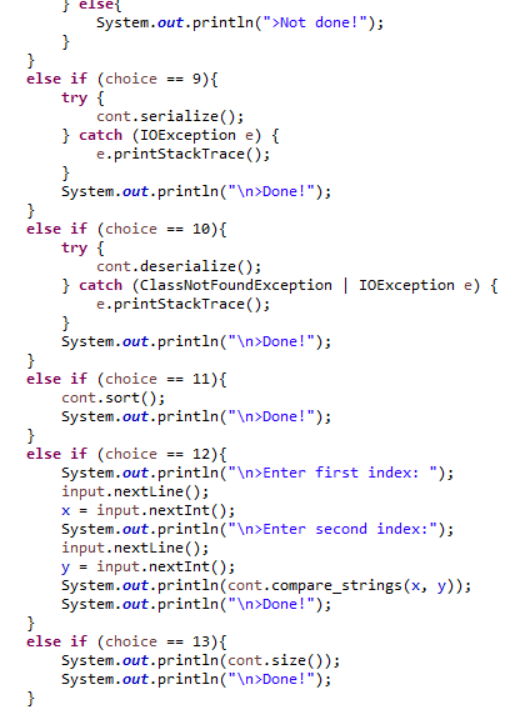 } else{
            System.out.println(">Not done!");
        }
    }
    else if (choice == 9){
        try {
            cont.serialize();
        } catch (IOException e) {
            e.printStackTrace();
        }
        System.out.println("\n>Done!");
    }
    else if (choice == 10){
        try {
            cont.deserialize();
        } catch (ClassNotFoundException | IOException e) {
            e.printStackTrace();
        }
        System.out.println("\n>Done!");
    }
    else if (choice == 11){
        cont.sort();
        System.out.println("\n>Done!");
    }
    else if (choice == 12){
        System.out.println("\n>Enter first index: ");
        input.nextLine();
        x = input.nextInt();
        System.out.println("\n>Enter second index:");
        input.nextLine();
        y = input.nextInt();
        System.out.println(cont.compare_strings(x, y));
        System.out.println("\n>Done!");
    }
    else if (choice == 13){
        System.out.println(cont.size());
        System.out.println("\n>Done!");
    }